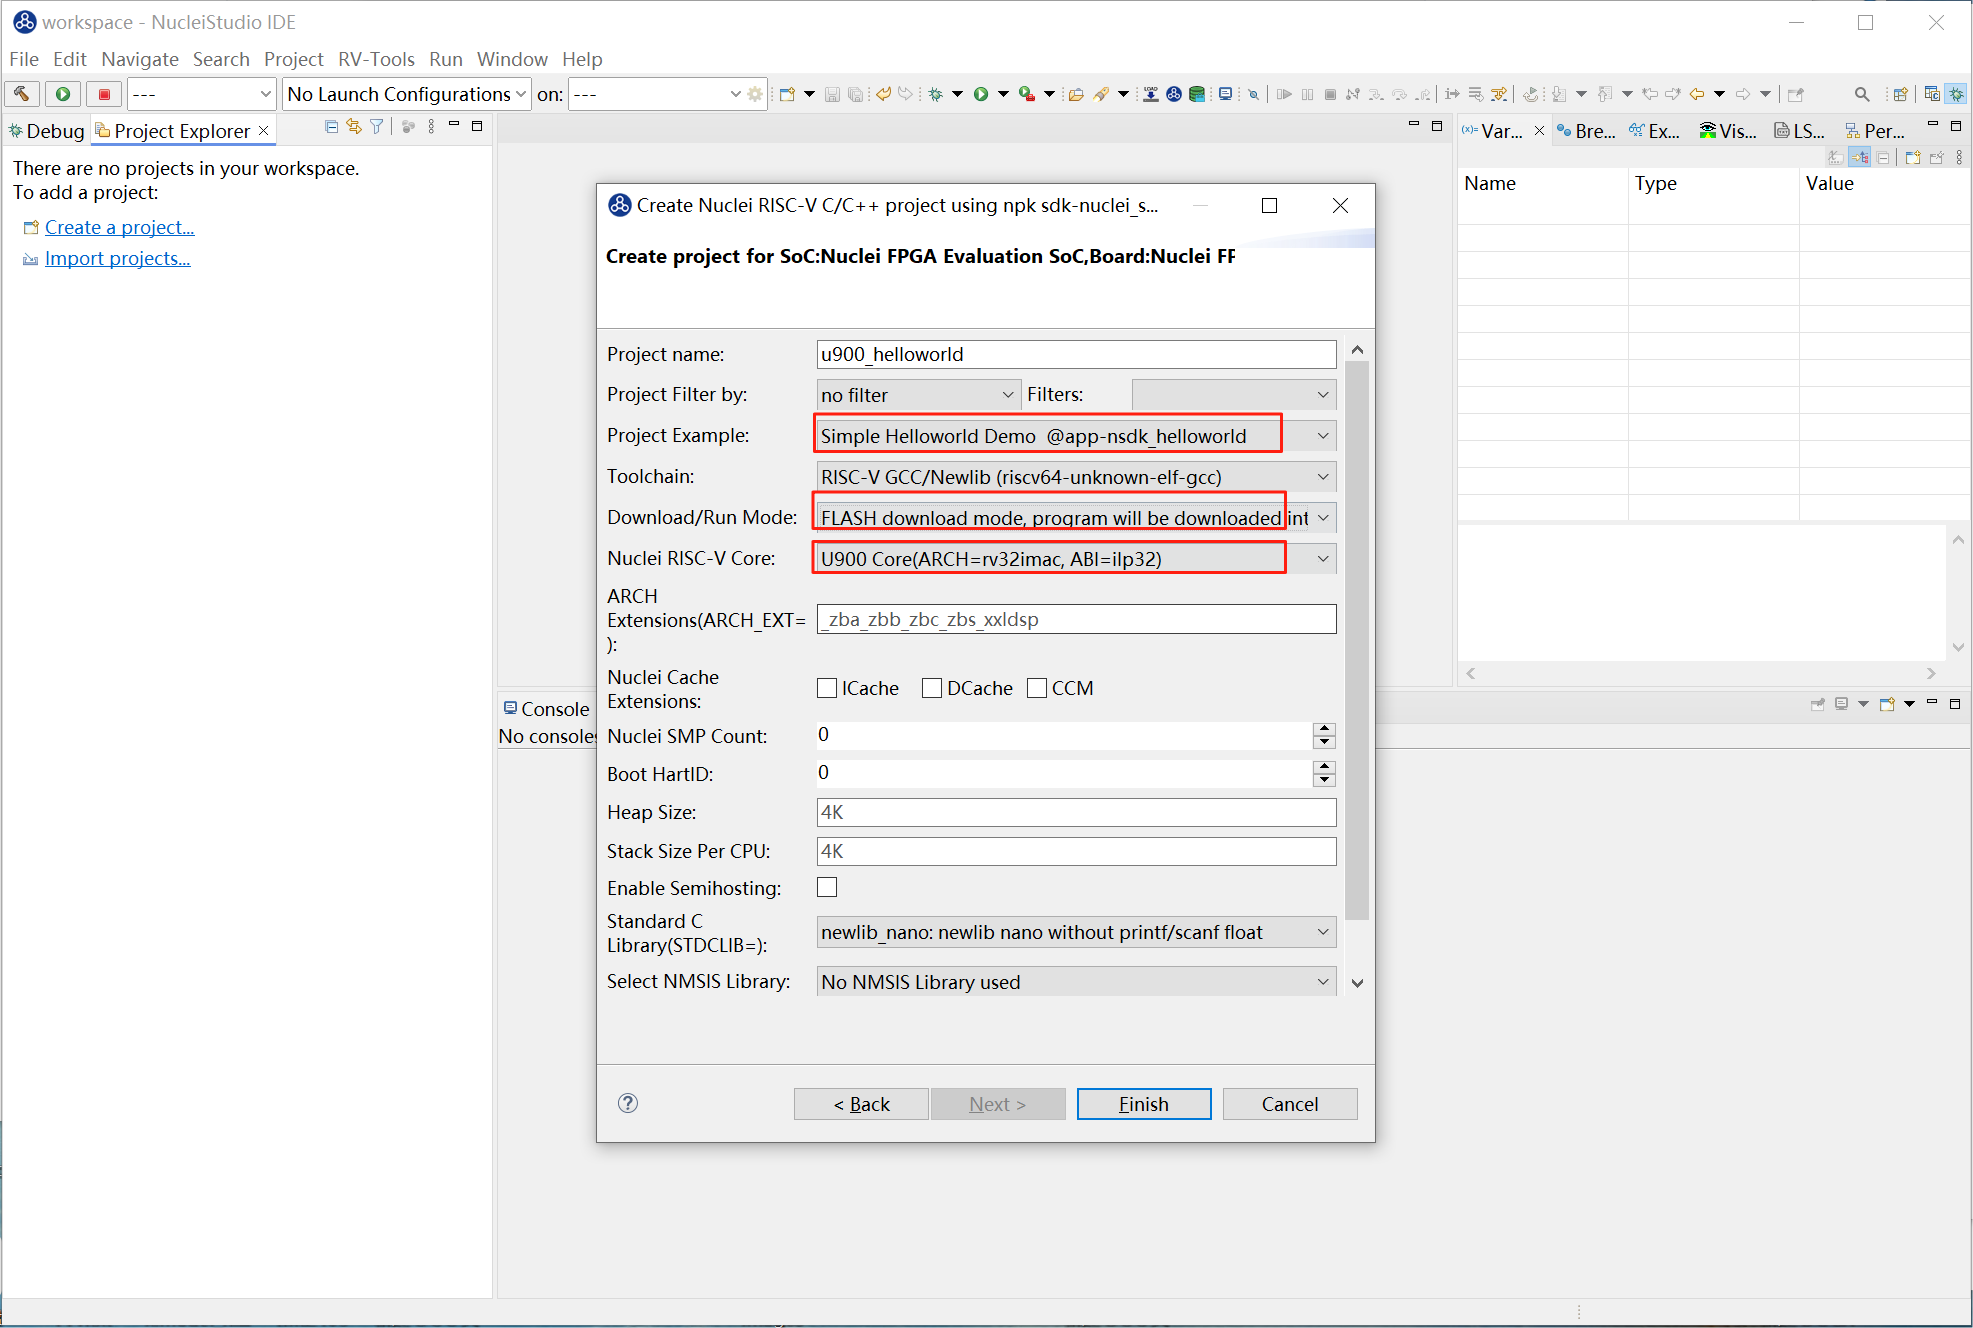 workspace - NucleiStudio IDE
File Edit Navigate Search Project RV-Tools Run Window Help
--- No Launch Configurations on: ---
Debug Project Explorer
(x)= Var... Bre... Ex... Vis... LS... Per...
There are no projects in your workspace.
To add a project:
Create a project...
Import projects...
Name Type Value
Create Nuclei RISC-V C/C++ project using npk sdk-nuclei_s...
Create project for SoC:Nuclei FPGA Evaluation SoC,Board:Nuclei FP
Project name: u900_helloworld
Project Filter by: no filter Filters:
Project Example: Simple Helloworld Demo @app-nsdk_helloworld
Toolchain: RISC-V GCC/Newlib (riscv64-unknown-elf-gcc)
Download/Run Mode: FLASH download mode, program will be downloaded int
Nuclei RISC-V Core: U900 Core(ARCH=rv32imac, ABI=ilp32)
ARCH
Extensions(ARCH_EXT=
):
_zba_zbb_zbc_zbs_xxldsp
Nuclei Cache
Extensions:
ICache DCache CCM
Nuclei SMP Count: 0
Boot HartID: 0
Heap Size: 4K
Stack Size Per CPU: 4K
Enable Semihosting:
Standard C
Library(STDCLIB=):
newlib_nano: newlib nano without printf/scanf float
Select NMSIS Library: No NMSIS Library used
? < Back Next > Finish Cancel
Console
No consoles